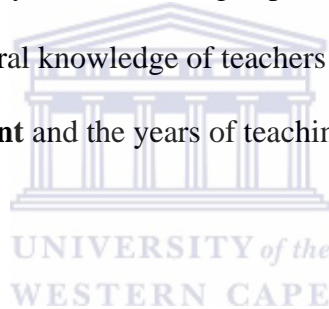 ral knowledge of teachers
nt and the years of teachin
UNIVERSITY of the
WESTERN CAPE